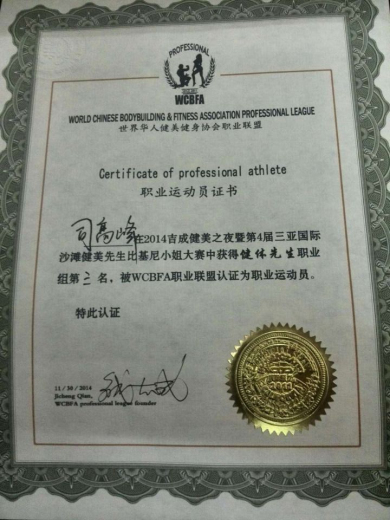 PROFESSIONAL
WCBFA
WORLD CHINESE BODYBUILDING & FITNESS ASSOCIATION PROFESSIONAL LEAGUE
世界华人健美健身协会职业联盟
Certificate of professional athlete
职业运动员证书
司高峰在2014吉成健美之夜暨第4届三亚国际
沙滩健美先生比基尼小姐大赛中获得健体先生职业
组第三名，被WCBFA职业联盟认证为职业运动员。
特此认证
11/30/2014
Jicheng Qian,
WCBFA professional league founder